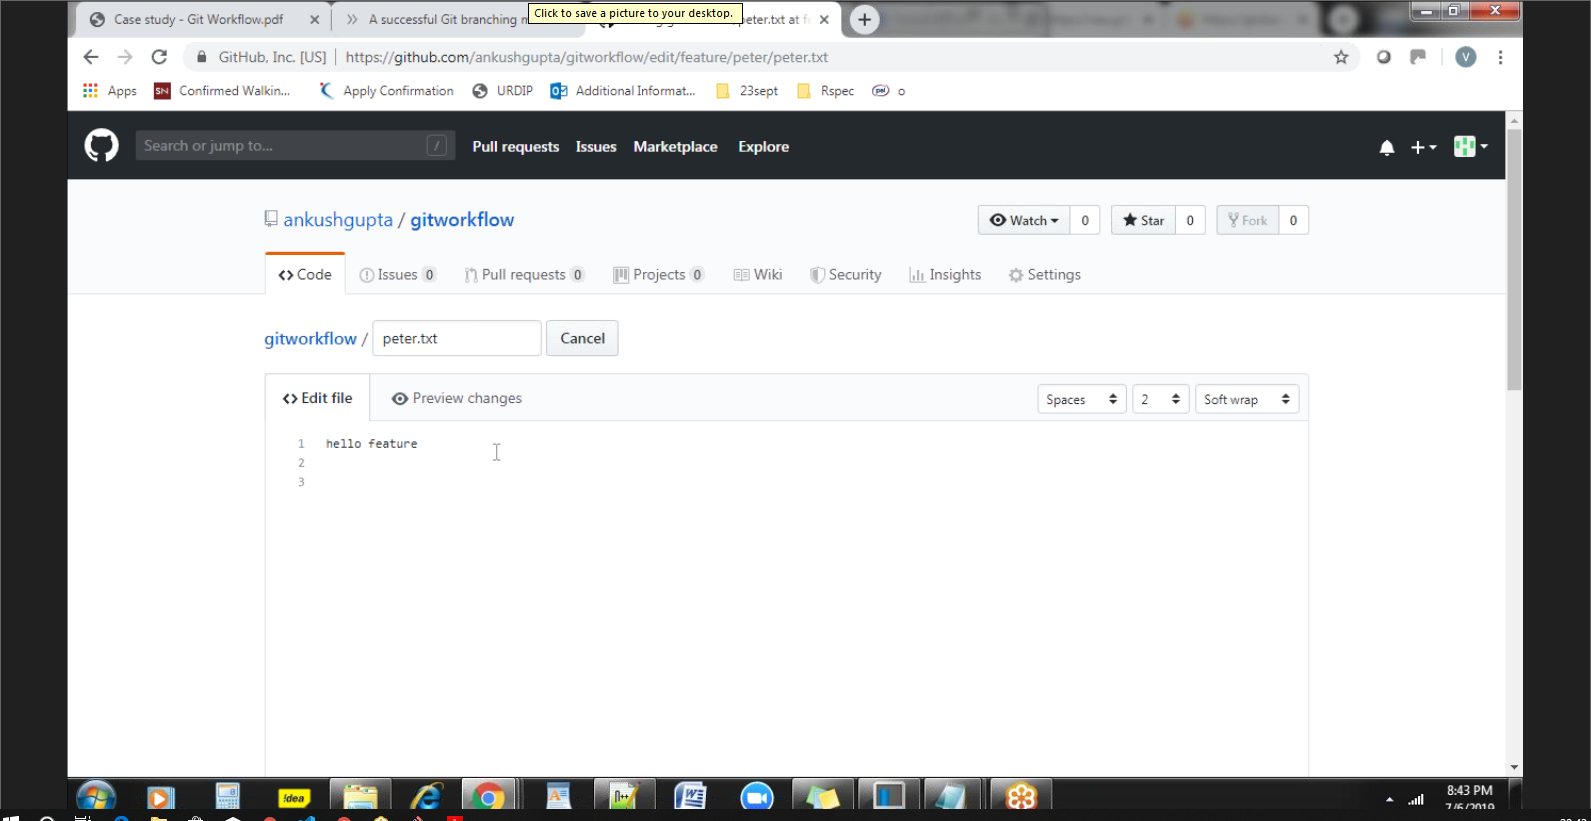 Case study - Git Workflow.pdf
A successful Git branching
Click to save a picture to your desktop.
peter.txt at
GitHub, Inc. [US]
https://github.com/ankushgupta/gitworkflow/edit/feature/peter/peter.txt
V
Apps
SN
Confirmed Walkin...
Apply Confirmation
URDIP
Additional Informat...
23sept
Rspec
o
Search or jump to...
/
Pull requests
Issues
Marketplace
Explore
ankushgupta / gitworkflow
Watch
0
Star
0
Fork
0
Code
Issues 0
Pull requests 0
Projects 0
Wiki
Security
Insights
Settings
gitworkflow /
peter.txt
Cancel
Edit file
Preview changes
Spaces
2
Soft wrap
1 hello feature
2
3
!dea
8:43 PM
7/6/2019